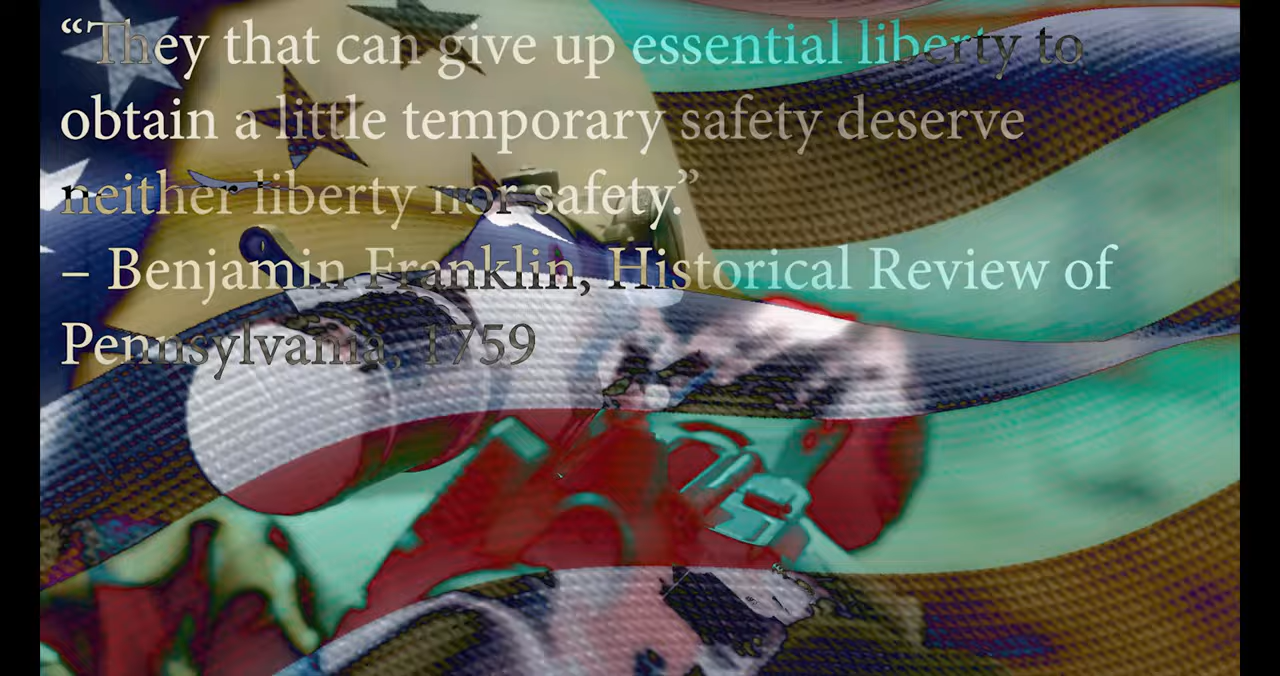 “They that can give up essential liberty to
obtain a little temporary safety deserve
neither liberty nor safety.”
– Benjamin Franklin, Historical Review of
Pennsylvania, 1759